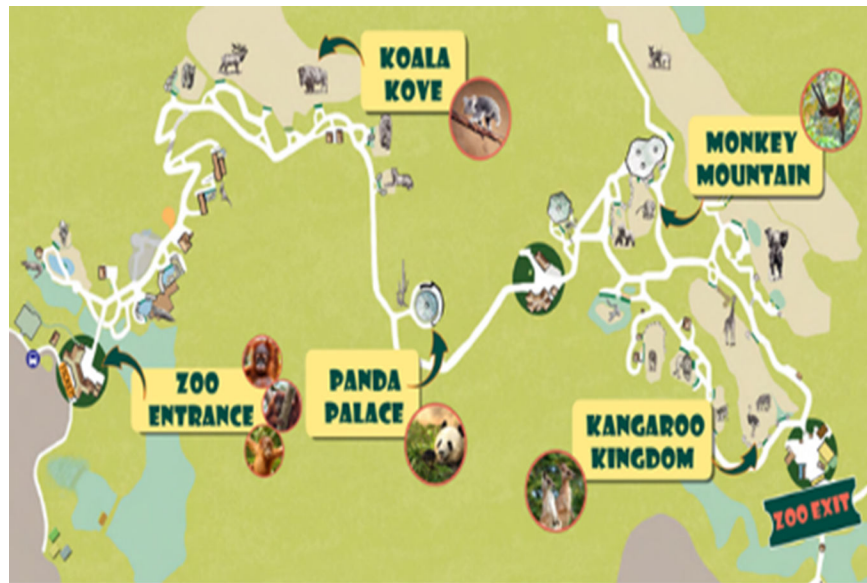 KOALA
KOVE
MONKEY
MOUNTAIN
ZOO
ENTRANCE
PANDA
PALACE
KANGAROO
KINGDOM
ZOO EXIT